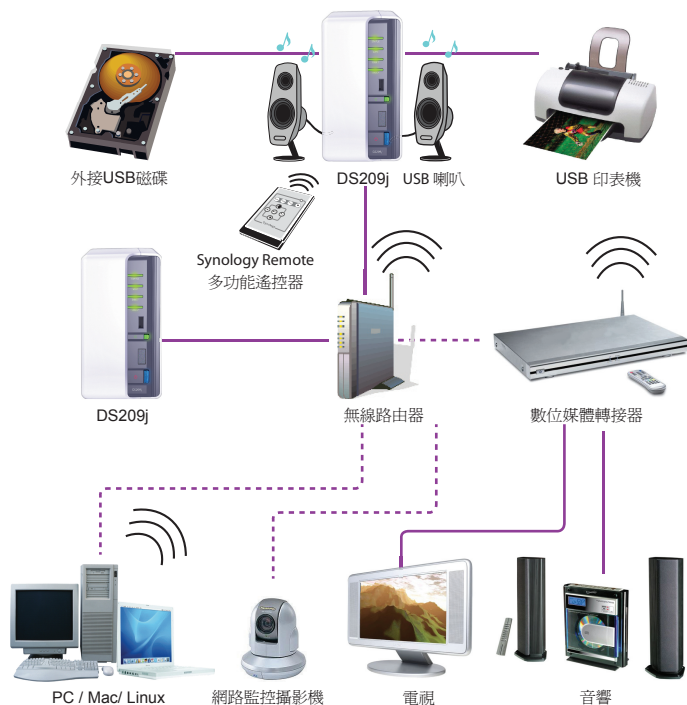 外接USB磁碟
DS209j
USB 喇叭
USB 印表機
Synology Remote
多功能遙控器
DS209j
無線路由器
數位媒體轉接器
PC / Mac/ Linux
網路監控攝影機
電視
音響